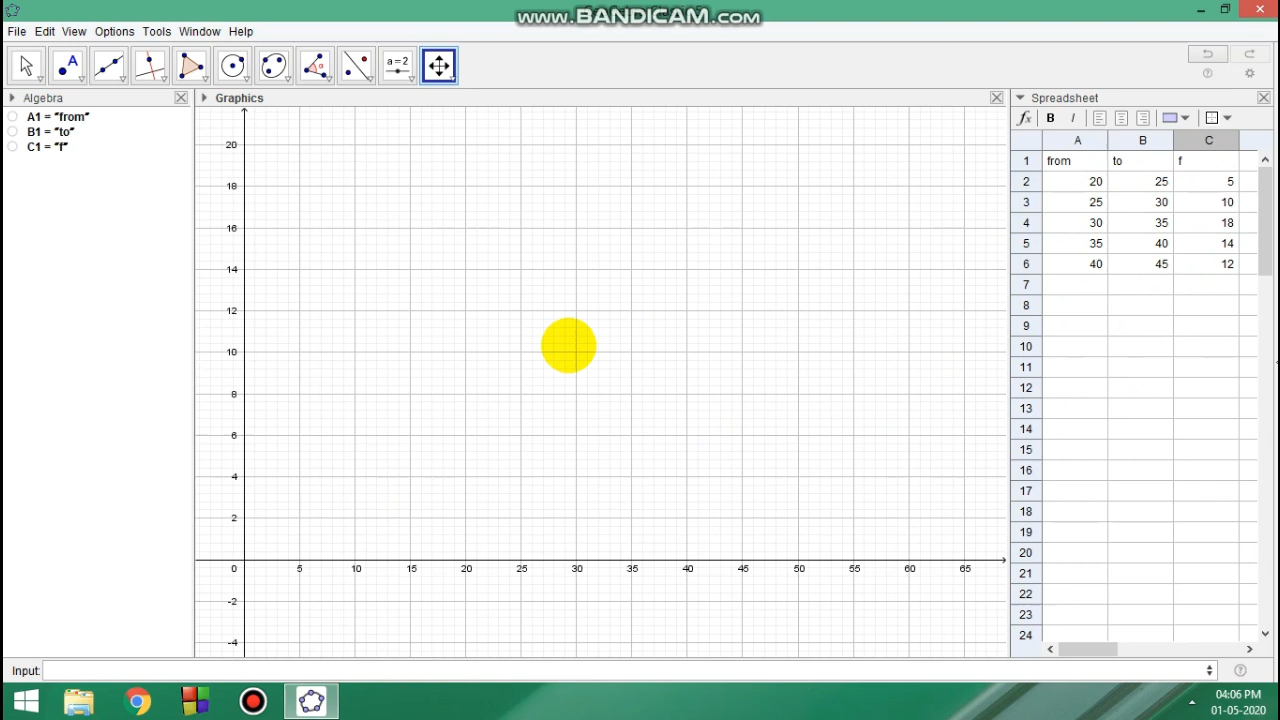 www.BANDICAM.com
File Edit View Options Tools Window Help
A a=2
Algebra
Graphics
Spreadsheet
A1 = "from"
B1 = "to"
C1 = "f"
fx B I
A B C
1 from to f
2 20 25 5
3 25 30 10
4 30 35 18
5 35 40 14
6 40 45 12
7
8
9
10
11
12
13
14
15
16
17
18
19
20
21
22
23
24
20
18
16
14
12
10
8
6
4
2
0 5 10 15 20 25 30 35 40 45 50 55 60 65
-2
-4
Input:
04:06 PM
01-05-2020